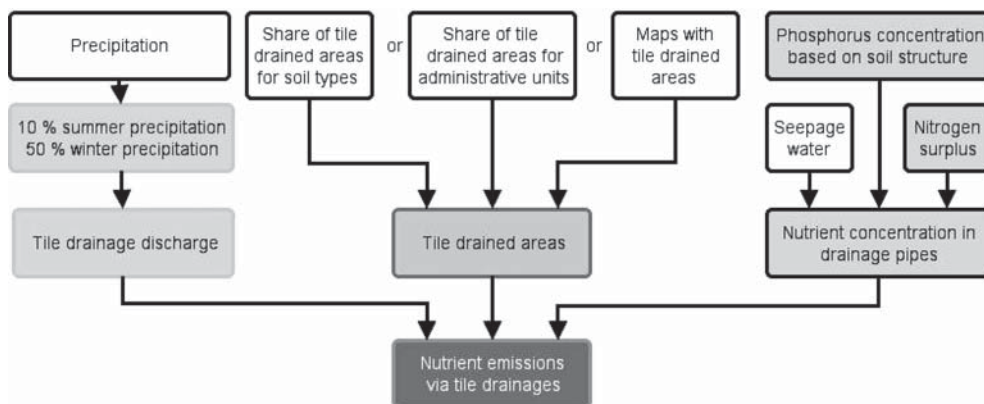 Precipitation
Share of tile
drained areas
for soil types
or
Share of tile
drained areas for
administrative units
or
Maps with
tile drained
areas
Phosphorus concentration
based on soil structure
10 % summer precipitation
50 % winter precipitation
Seepage
water
Nitrogen
surplus
Tile drainage discharge
Tile drained areas
Nutrient concentration in
drainage pipes
Nutrient emissions
via tile drainages